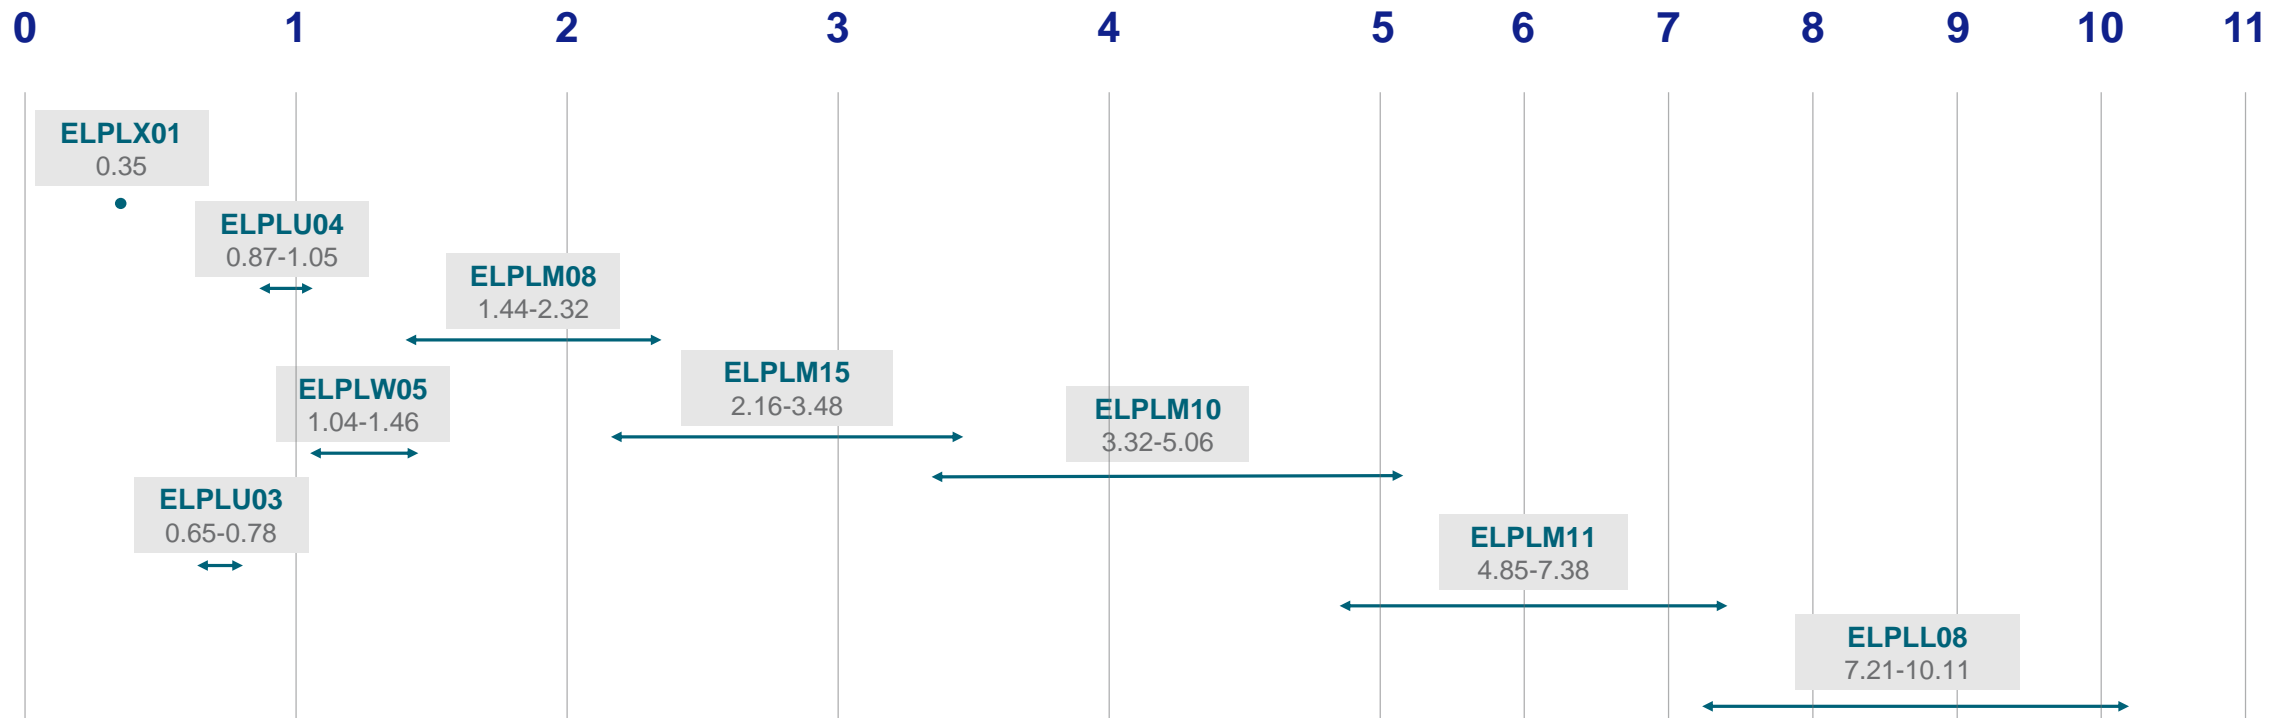 0 1 2 3 4 5 6 7 8 9 10 11
ELPLX01
0.35
ELPLU04
0.87-1.05
ELPLM08
1.44-2.32
ELPLM15
2.16-3.48
ELPLW05
1.04-1.46
ELPLM10
3.32-5.06
ELPLU03
0.65-0.78
ELPLM11
4.85-7.38
ELPLL08
7.21-10.11